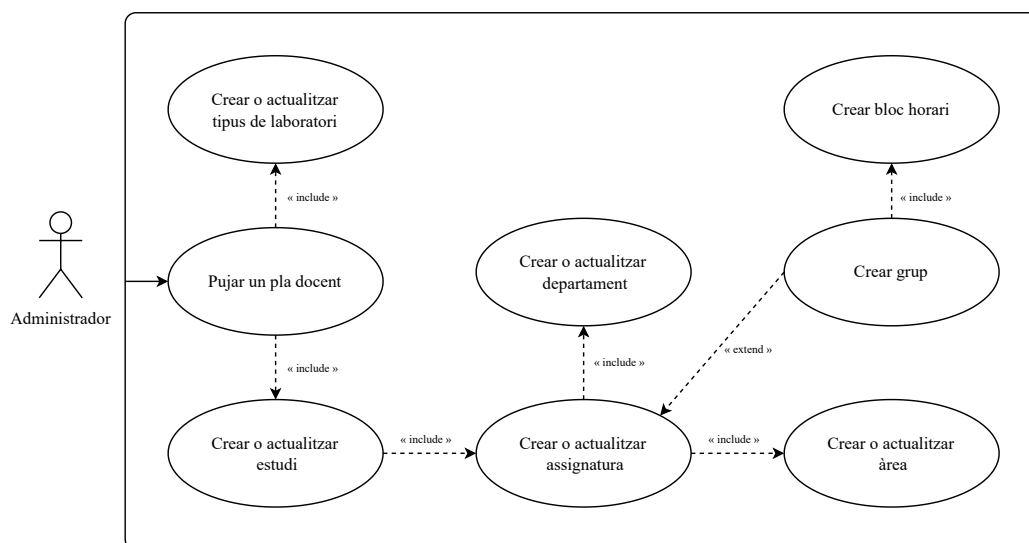 Crear o actualitzar
tipus de laboratori
Crear bloc horari
« include »
« include »
Administrador
Pujar un pla docent
Crear o actualitzar
departament
Crear grup
« include »
« include »
« extend »
Crear o actualitzar
estudi
« include »
Crear o actualitzar
assignatura
« include »
Crear o actualitzar
àrea